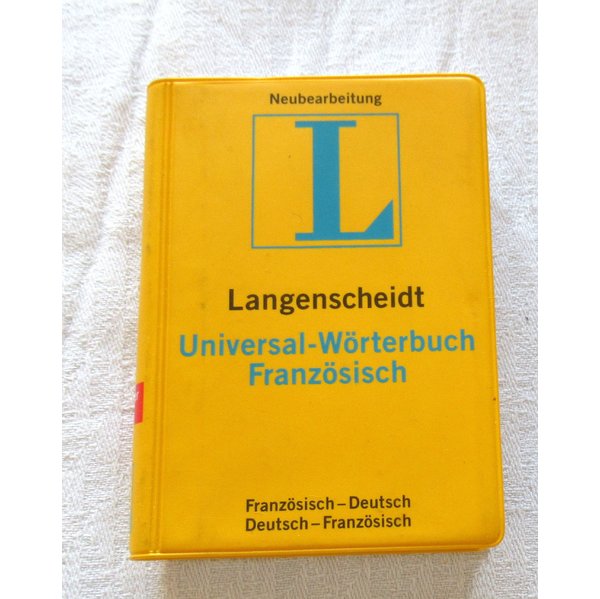 Neubearbeitung
L
Langenscheidt
Universal-Wörterbuch
Französisch
Französisch – Deutsch
Deutsch – Französisch